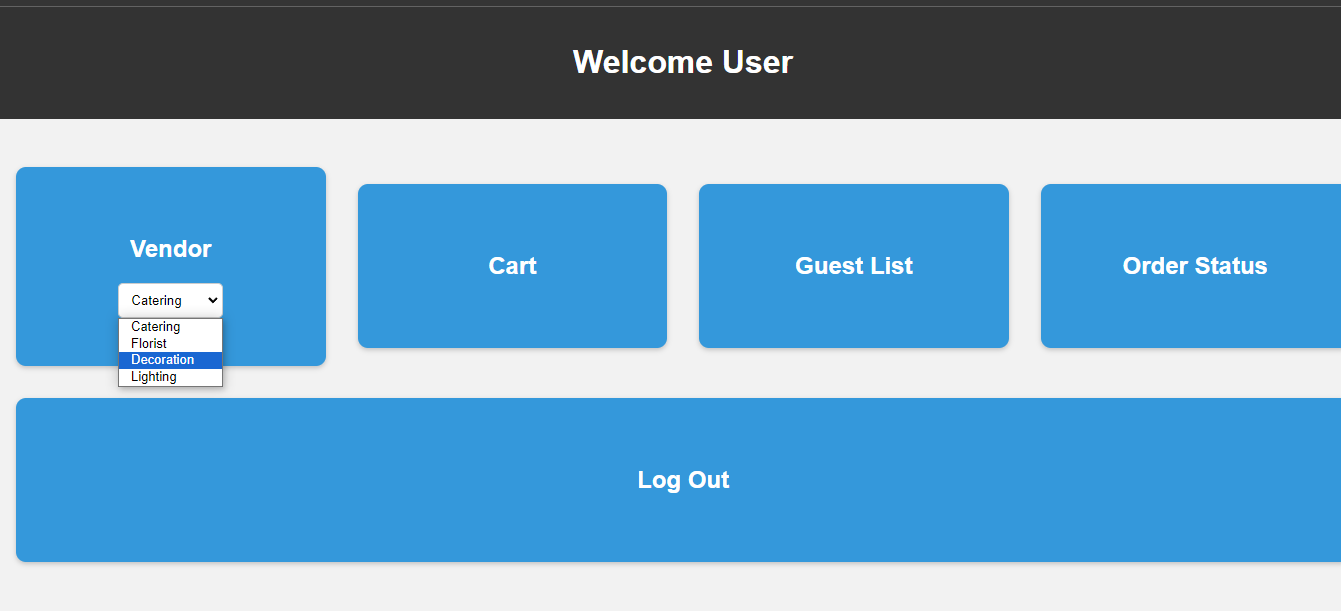 Welcome User
Vendor
Catering
Catering
Florist
Decoration
Lighting
Cart
Guest List
Order Status
Log Out